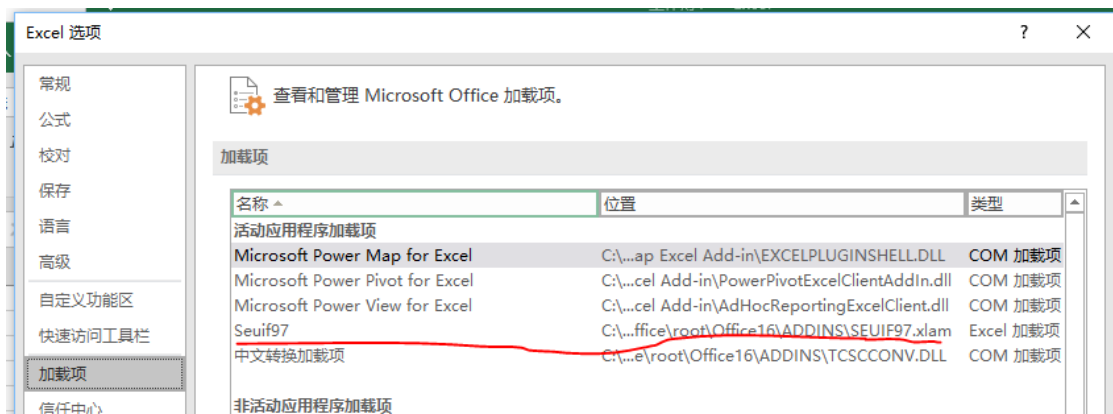 Excel 选项
? ×
常规
公式
校对
保存
语言
高级
自定义功能区
快速访问工具栏
加载项
信任中心
查看和管理 Microsoft Office 加载项。
加载项
名称 位置 类型
活动应用程序加载项
Microsoft Power Map for Excel C:\...ap Excel Add-in\EXCELPLUGINSHELL.DLL COM 加载项
Microsoft Power Pivot for Excel C:\...cel Add-in\PowerPivotExcelClientAddIn.dll COM 加载项
Microsoft Power View for Excel C:\...cel Add-in\AdHocReportingExcelClient.dll COM 加载项
Seuif97 C:\...ffice\root\Office16\ADDINS\SEUIF97.xlam Excel 加载项
中文转换加载项 C:\...e\root\Office16\ADDINS\TCSCCONV.DLL COM 加载项
非活动应用程序加载项